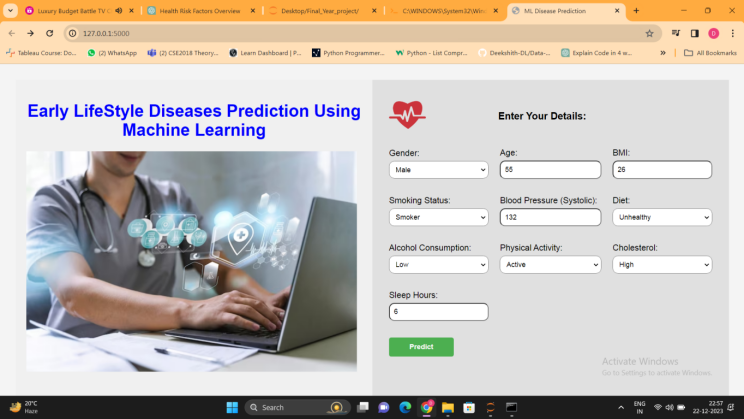 Luxury Budget Battle TV C
Health Risk Factors Overview
Desktop/Final_Year_project/
C:\WINDOWS\System32\Win
ML Disease Prediction
127.0.0.1:5000
D
Tableau Course: Do...
(2) WhatsApp
(2) CSE2018 Theory...
Learn Dashboard | P...
Python Programmer...
Python - List Compr...
Deekshith-DL/Data-...
Explain Code in 4 w...
»
All Bookmarks
Early LifeStyle Diseases Prediction Using
Machine Learning
Enter Your Details:
Gender:
Age:
BMI:
Male
55
26
Smoking Status:
Blood Pressure (Systolic):
Diet:
Smoker
132
Unhealthy
Alcohol Consumption:
Physical Activity:
Cholesterol:
Low
Active
High
Sleep Hours:
6
Predict
Activate Windows
Go to Settings to activate Windows.
20°C
Haze
Search
ENG
IN
22:57
22-12-2023